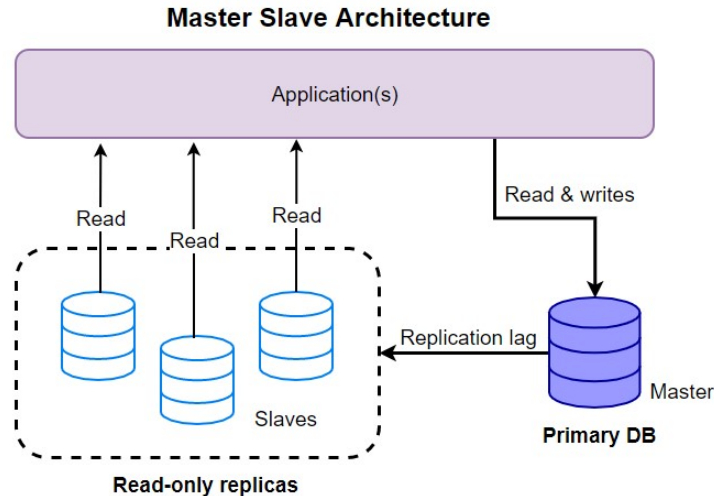 Master Slave Architecture
Application(s)
Read
Read
Read
Read & writes
Replication lag
Slaves
Master
Primary DB
Read-only replicas